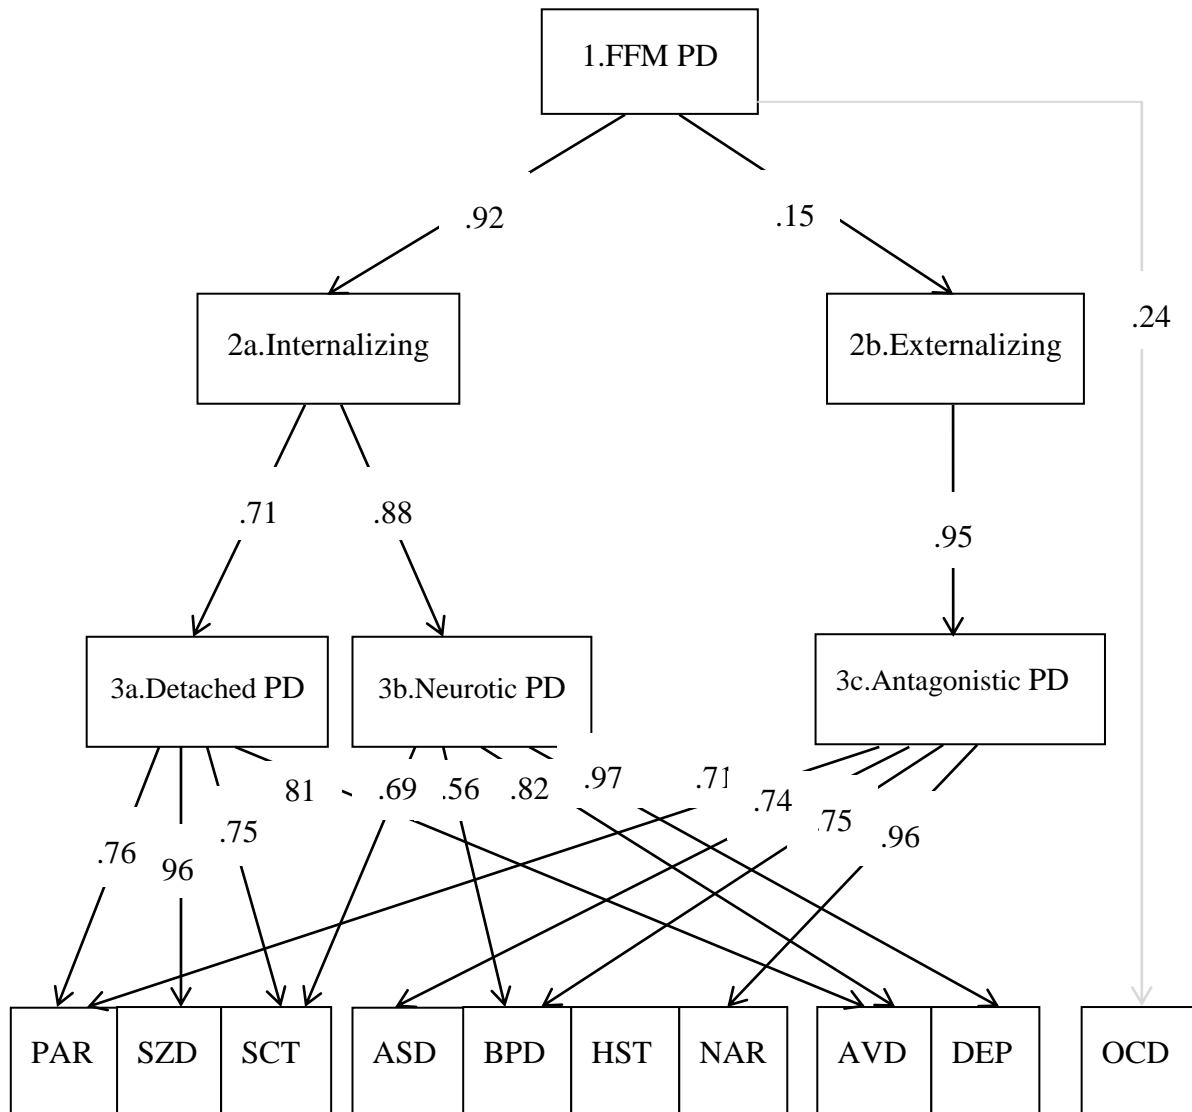 1.FFM PD
.92
.15
.24
2a.Internalizing
2b.Externalizing
.71
.88
.95
3a.Detached PD
3b.Neurotic PD
3c.Antagonistic PD
.76
96
.75
81
.69
.56
.82
.97
.71
.74
.75
.96
PAR
SZD
SCT
ASD
BPD
HST
NAR
AVD
DEP
OCD